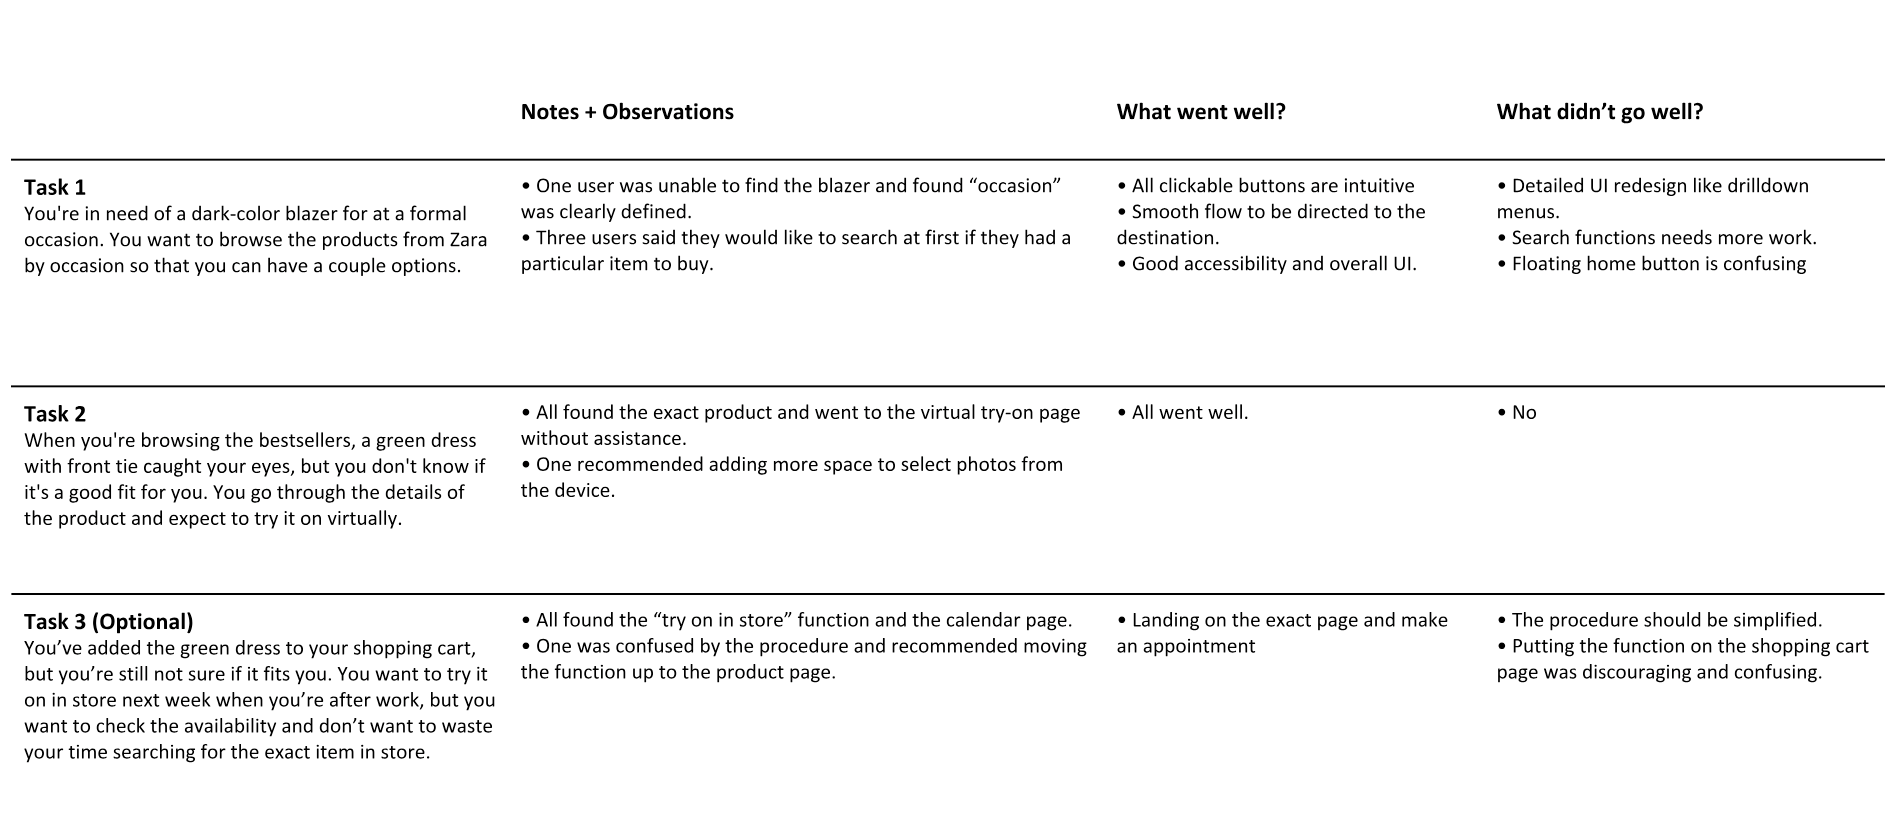 Notes + Observations
What went well?
What didn’t go well?
Task 1
You're in need of a dark-color blazer for at a formal
occasion. You want to browse the products from Zara
by occasion so that you can have a couple options.
• One user was unable to find the blazer and found “occasion”
was clearly defined.
• Three users said they would like to search at first if they had a
particular item to buy.
• All clickable buttons are intuitive
• Smooth flow to be directed to the
destination.
• Good accessibility and overall UI.
• Detailed UI redesign like drilldown
menus.
• Search functions needs more work.
• Floating home button is confusing
Task 2
When you're browsing the bestsellers, a green dress
with front tie caught your eyes, but you don't know if
it's a good fit for you. You go through the details of
the product and expect to try it on virtually.
• All found the exact product and went to the virtual try-on page
without assistance.
• One recommended adding more space to select photos from
the device.
• All went well.
• No
Task 3 (Optional)
You’ve added the green dress to your shopping cart,
but you’re still not sure if it fits you. You want to try it
on in store next week when you’re after work, but you
want to check the availability and don’t want to waste
your time searching for the exact item in store.
• All found the “try on in store” function and the calendar page.
• One was confused by the procedure and recommended moving
the function up to the product page.
• Landing on the exact page and make
an appointment
• The procedure should be simplified.
• Putting the function on the shopping cart
page was discouraging and confusing.